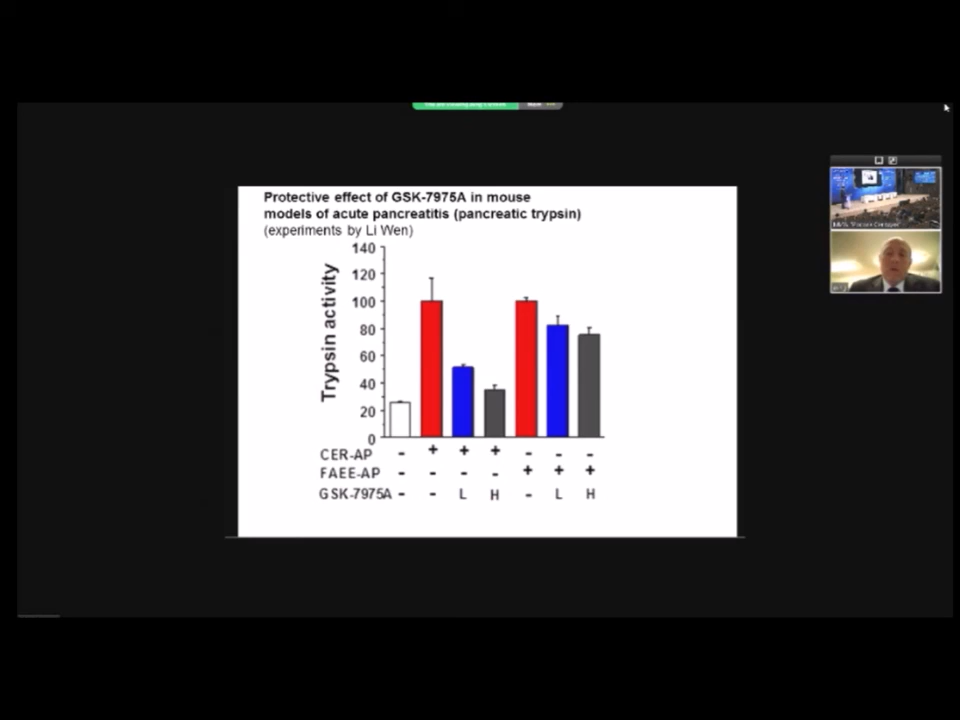 Protective effect of GSK-7975A in mouse
models of acute pancreatitis (pancreatic trypsin)
(experiments by Li Wen)
Trypsin activity
140
120
100
80
60
40
20
0
CER-AP - + + + - - -
FAEE-AP - - - - + + +
GSK-7975A - - L H - L H